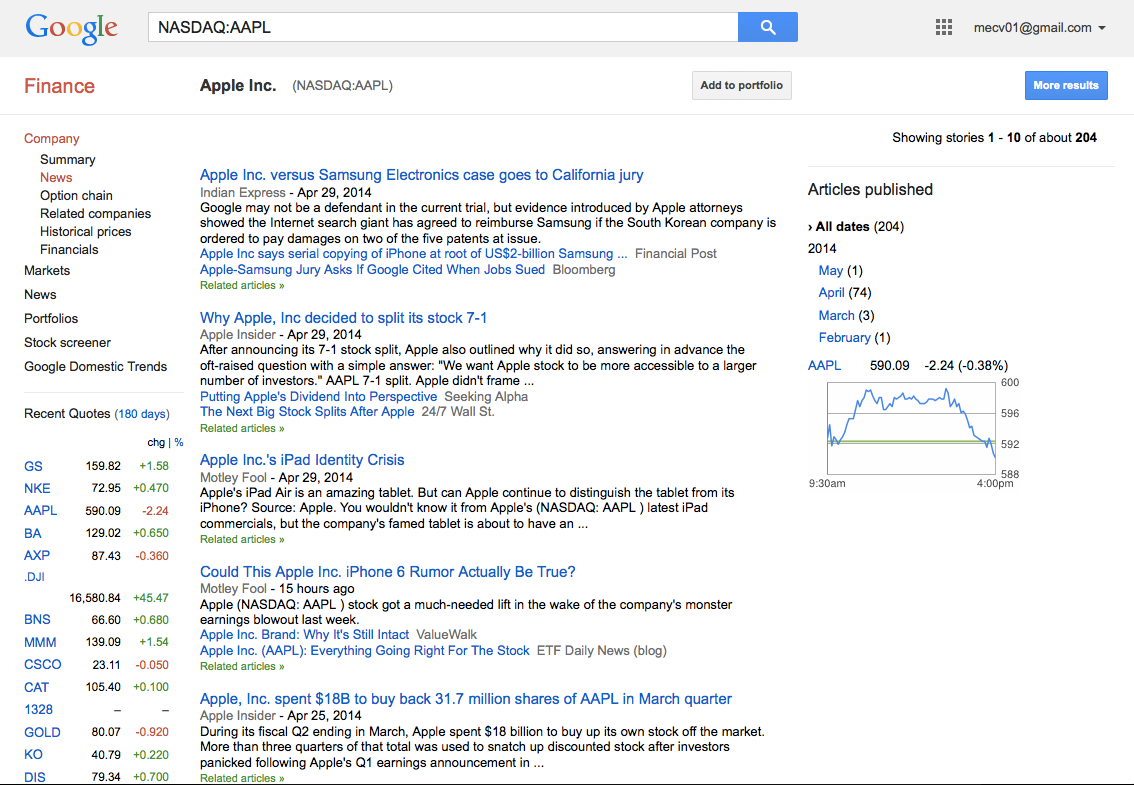 Google
NASDAQ:AAPL
mecv01@gmail.com
Finance
Apple Inc. (NASDAQ:AAPL)
Add to portfolio
More results
Company
Summary
News
Option chain
Related companies
Historical prices
Financials
Markets
News
Portfolios
Stock screener
Google Domestic Trends
Recent Quotes (180 days)
chg | %
GS 159.82 +1.58
NKE 72.95 +0.470
AAPL 590.09 -2.24
BA 129.02 +0.650
AXP 87.43 -0.360
.DJI
16,580.84 +45.47
BNS 66.60 +0.680
MMM 139.09 +1.54
CSCO 23.11 -0.050
CAT 105.40 +0.100
1328 – –
GOLD 80.07 -0.920
KO 40.79 +0.220
DIS 79.34 +0.700
Apple Inc. versus Samsung Electronics case goes to California jury
Indian Express - Apr 29, 2014
Google may not be a defendant in the current trial, but evidence introduced by Apple attorneys
showed the Internet search giant has agreed to reimburse Samsung if the South Korean company is
ordered to pay damages on two of the five patents at issue.
Apple Inc says serial copying of iPhone at root of US$2-billion Samsung ... Financial Post
Apple-Samsung Jury Asks If Google Cited When Jobs Sued Bloomberg
Related articles »
Why Apple, Inc decided to split its stock 7-1
Apple Insider - Apr 29, 2014
After announcing its 7-1 stock split, Apple also outlined why it did so, answering in advance the
oft-raised question with a simple answer: "We want Apple stock to be more accessible to a larger
number of investors." AAPL 7-1 split. Apple didn't frame ...
Putting Apple's Dividend Into Perspective Seeking Alpha
The Next Big Stock Splits After Apple 24/7 Wall St.
Related articles »
Apple Inc.'s iPad Identity Crisis
Motley Fool - Apr 29, 2014
Apple's iPad Air is an amazing tablet. But can Apple continue to distinguish the tablet from its
iPhone? Source: Apple. You wouldn't know it from Apple's (NASDAQ: AAPL ) latest iPad
commercials, but the company's famed tablet is about to have an ...
Related articles »
Could This Apple Inc. iPhone 6 Rumor Actually Be True?
Motley Fool - 15 hours ago
Apple (NASDAQ: AAPL ) stock got a much-needed lift in the wake of the company's monster
earnings blowout last week.
Apple Inc. Brand: Why It's Still Intact ValueWalk
Apple Inc. (AAPL): Everything Going Right For The Stock ETF Daily News (blog)
Related articles »
Apple, Inc. spent $18B to buy back 31.7 million shares of AAPL in March quarter
Apple Insider - Apr 25, 2014
During its fiscal Q2 ending in March, Apple spent $18 billion to buy up its own stock off the market.
More than three quarters of that total was used to snatch up discounted stock after investors
panicked following Apple's Q1 earnings announcement in ...
Related articles »
Showing stories 1 - 10 of about 204
Articles published
› All dates (204)
2014
May (1)
April (74)
March (3)
February (1)
AAPL 590.09 -2.24 (-0.38%)
600
596
592
588
9:30am 4:00pm